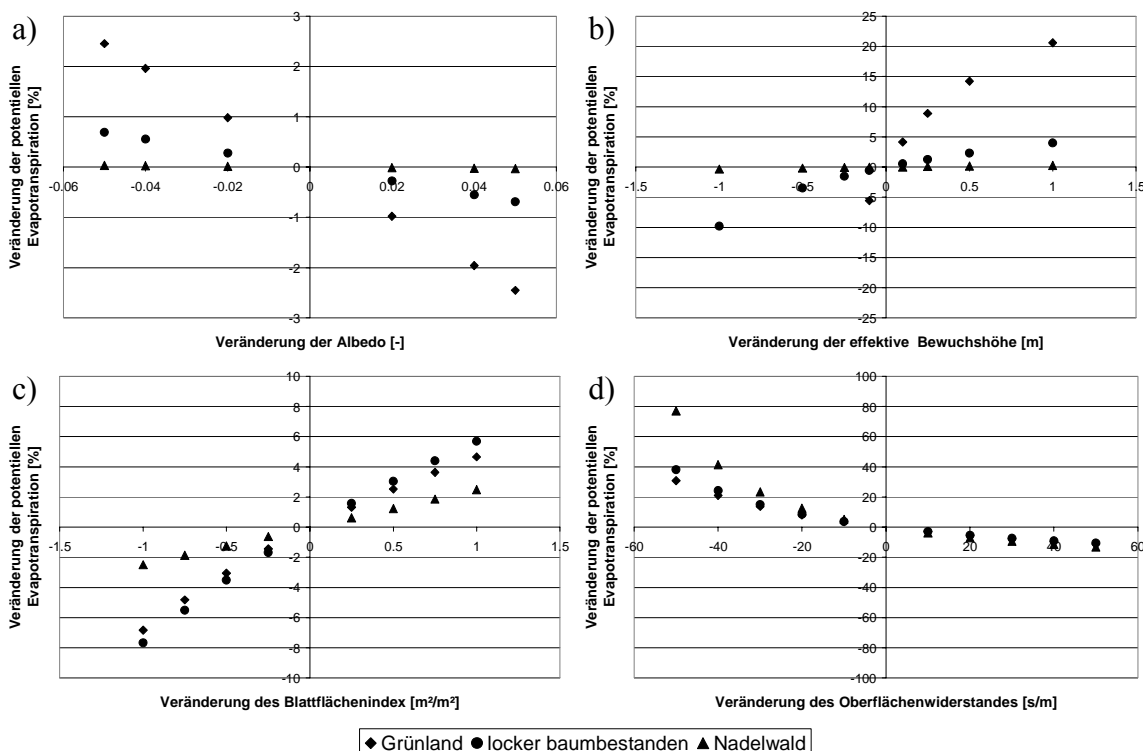 a)
Veränderung der potentiellen
Evapotranspiration [%]
3
2
1
0
-0.06 -0.04 -0.02 0 0.02 0.04 0.06
-1
-2
-3
Veränderung der Albedo [-]
b)
Veränderung der potentiellen
Evapotranspiration [%]
25
20
15
10
5
0
-1.5 -1 -0.5 0 0.5 1 1.5
-5
-10
-15
-20
-25
Veränderung der effektive Bewuchshöhe [m]
c)
Veränderung der potentiellen
Evapotranspiration [%]
10
8
6
4
2
0
-1.5 -1 -0.5 0 0.5 1 1.5
-2
-4
-6
-8
-10
Veränderung des Blattflächenindex [m²/m²]
d)
Veränderung der potentiellen
Evapotranspiration [%]
100
80
60
40
20
0
-60 -40 -20 0 20 40 60
-20
-40
-60
-80
-100
Veränderung des Oberflächenwiderstandes [s/m]
Grünland locker baumbestanden Nadelwald